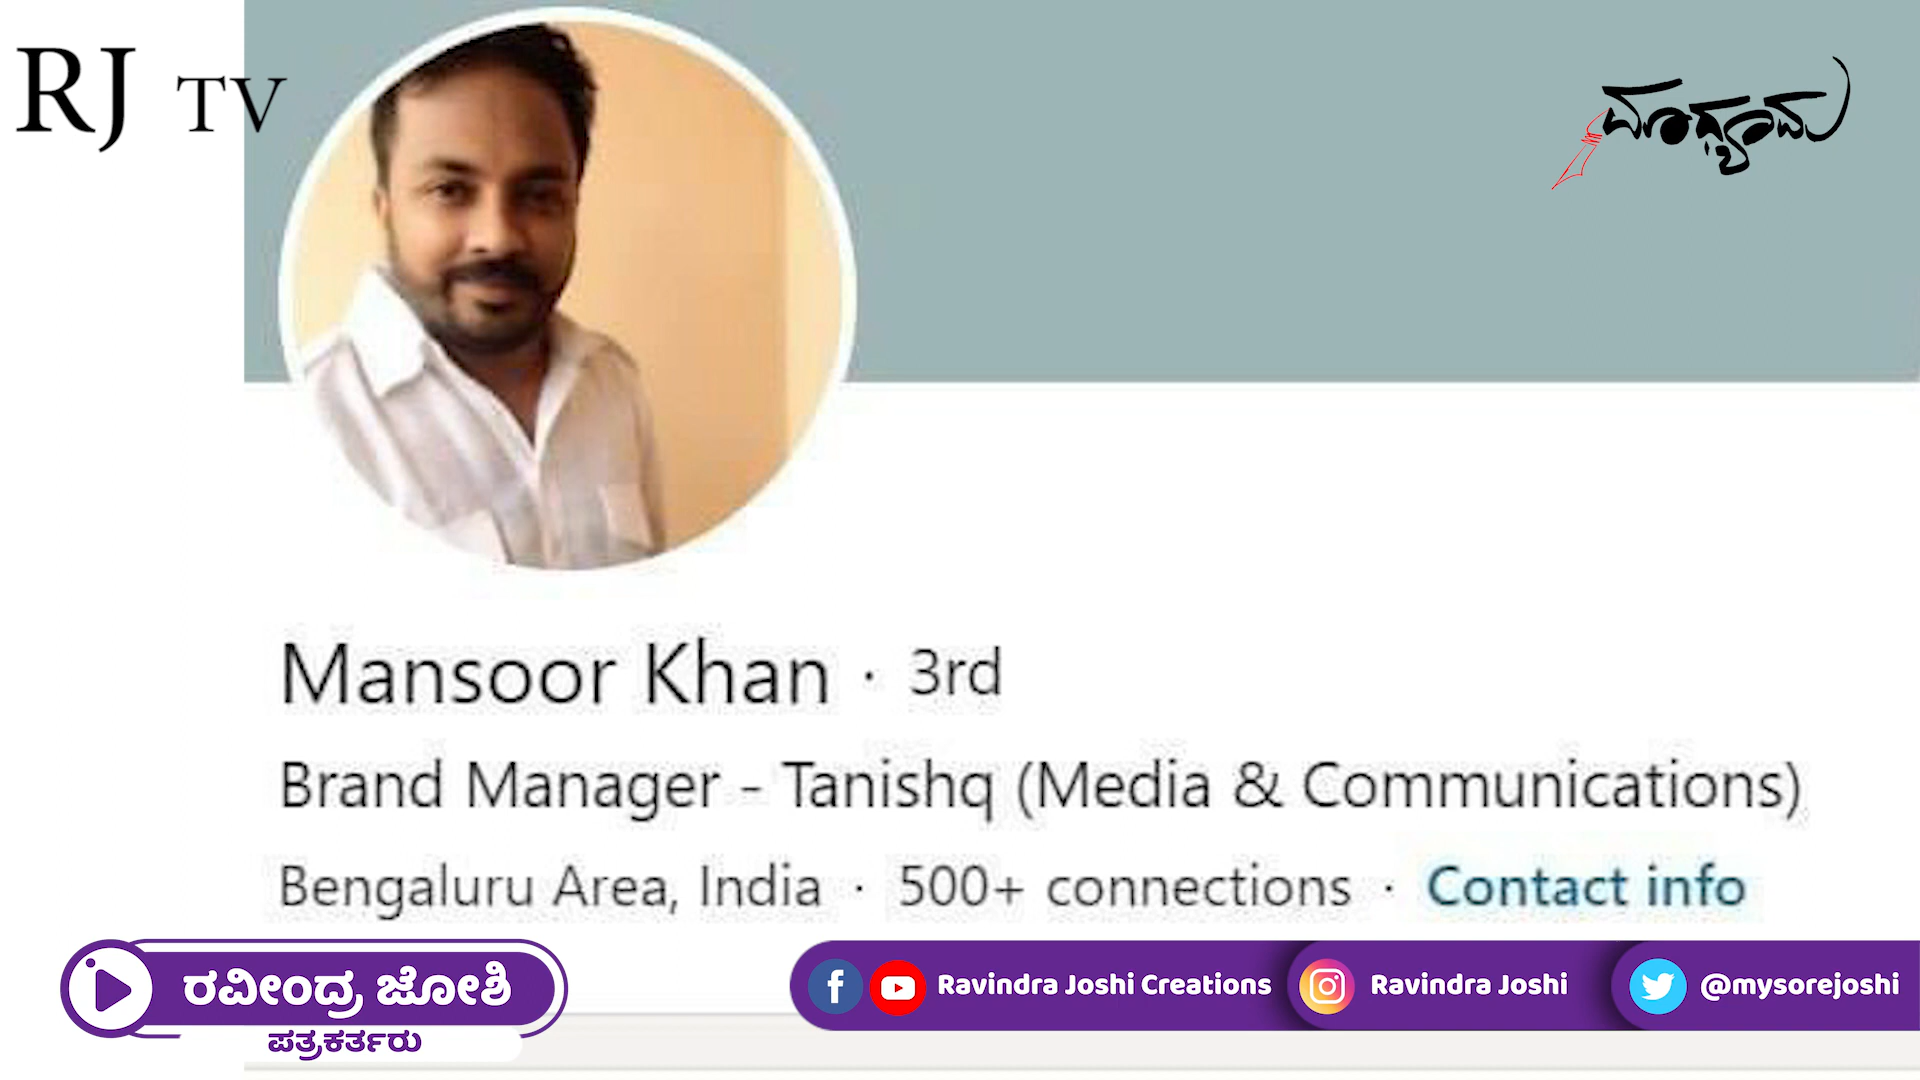 RJ TV
ಮಾಧ್ಯಮ
Mansoor Khan · 3rd
Brand Manager - Tanishq (Media & Communications)
Bengaluru Area, India · 500+ connections · Contact info
ರವೀಂದ್ರ ಜೋಶಿ
ಪತ್ರಕರ್ತರು
Ravindra Joshi Creations
Ravindra Joshi
@mysorejoshi